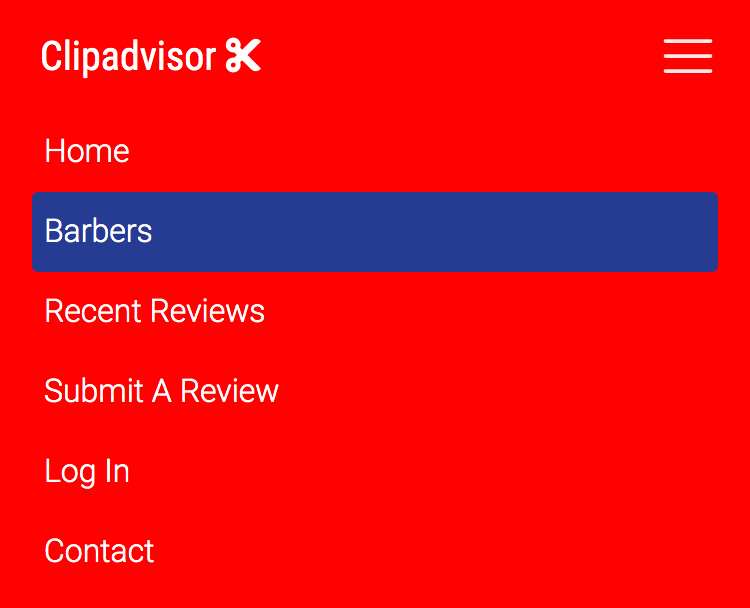 Clipadvisor
Home
Barbers
Recent Reviews
Submit A Review
Log In
Contact